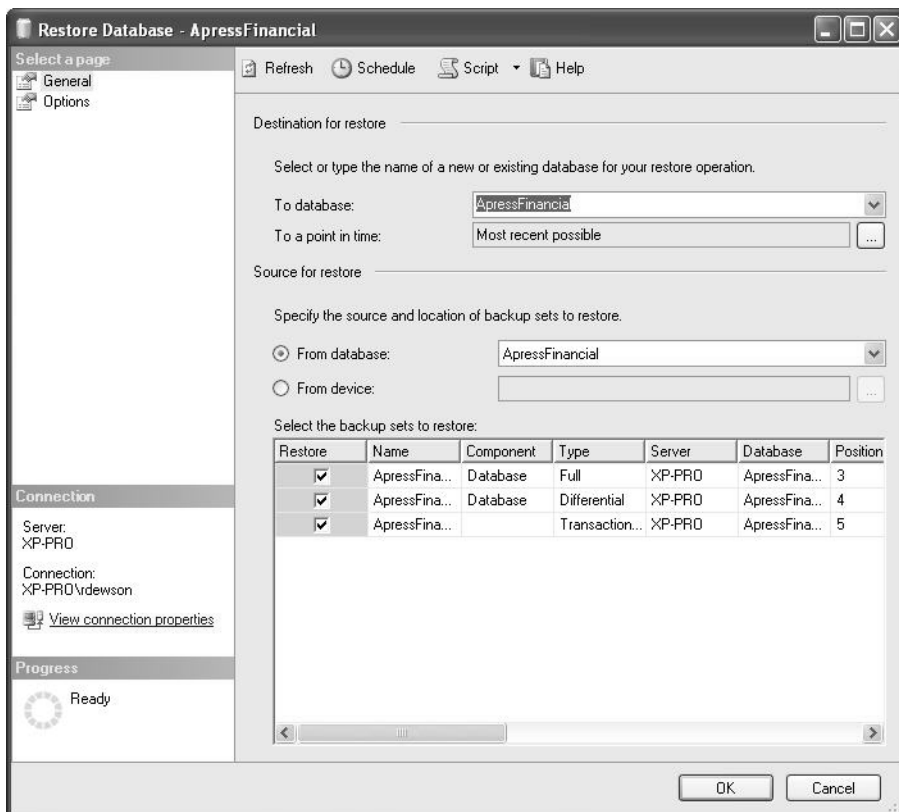 Restore Database - ApressFinancial
Select a page
General
Options
Refresh Schedule Script Help
Destination for restore
Select or type the name of a new or existing database for your restore operation.
To database: ApressFinancial
To a point in time: Most recent possible ...
Source for restore
Specify the source and location of backup sets to restore.
From database: ApressFinancial
From device: ...
Select the backup sets to restore:
Restore Name Component Type Server Database Position
ApressFina... Database Full XP-PRO ApressFina... 3
ApressFina... Database Differential XP-PRO ApressFina... 4
ApressFina... Transaction... XP-PRO ApressFina... 5
Connection
Server:
XP-PRO
Connection:
XP-PRO\rdewson
View connection properties
Progress
Ready
OK Cancel